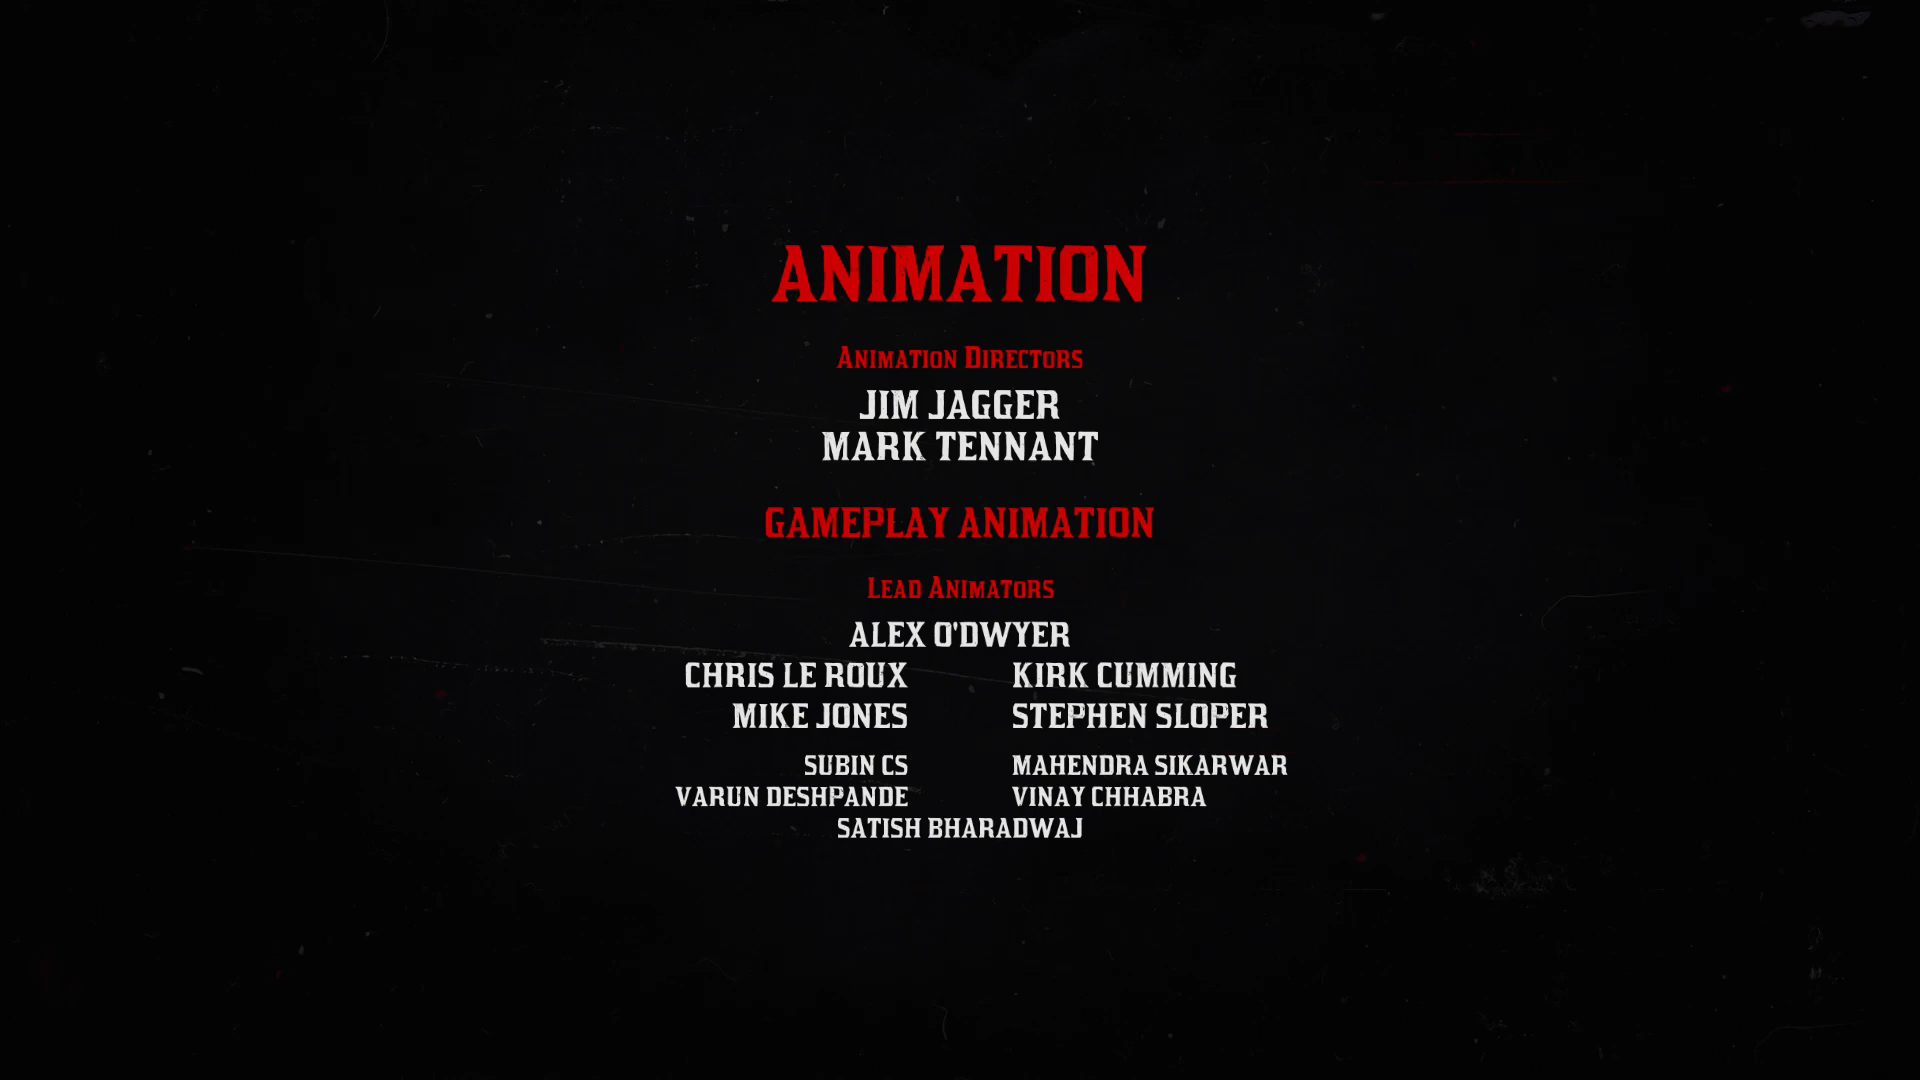 ANIMATION
Animation Directors
JIM JAGGER
MARK TENNANT
GAMEPLAY ANIMATION
Lead Animators
ALEX O'DWYER
CHRIS LE ROUX KIRK CUMMING
MIKE JONES STEPHEN SLOPER
SUBIN CS MAHENDRA SIKARWAR
VARUN DESHPANDE VINAY CHHABRA
SATISH BHARADWAJ